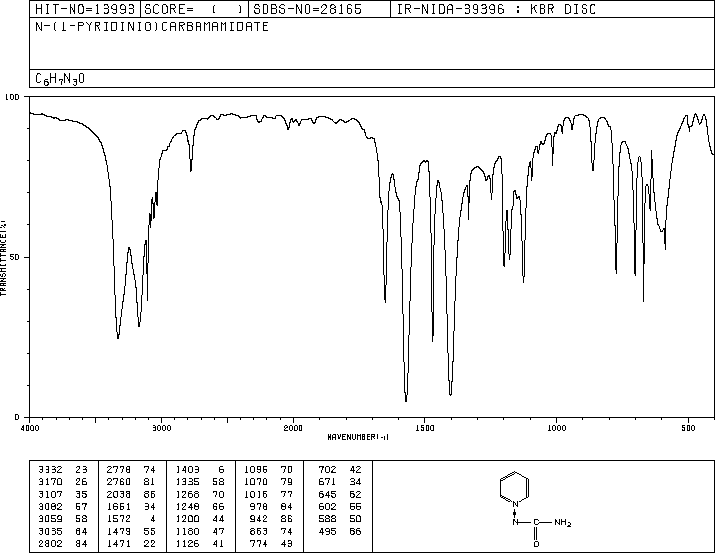 HIT-NO=13993 SCORE= ( ) SDBS-NO=28165 IR-NIDA-39396 : KBR DISC
N-(1-PYRIDINIO)CARBAMAMIDATE
C6H7N3O
100
TRANSMITTANCE(%)
50
0
4000 3000 2000 1500 1000 500
WAVENUMBER(-1)
3332 23 2778 74 1403 6 1096 70 702 42
3170 26 2760 81 1335 58 1070 79 671 34
3107 35 2038 86 1268 70 1016 77 645 62
3082 67 1651 34 1248 66 978 84 602 55
3059 58 1572 4 1200 44 942 86 588 50
3035 64 1479 55 1180 47 863 74 495 86
2802 84 1471 22 1126 41 774 43
N
N C NH2
O